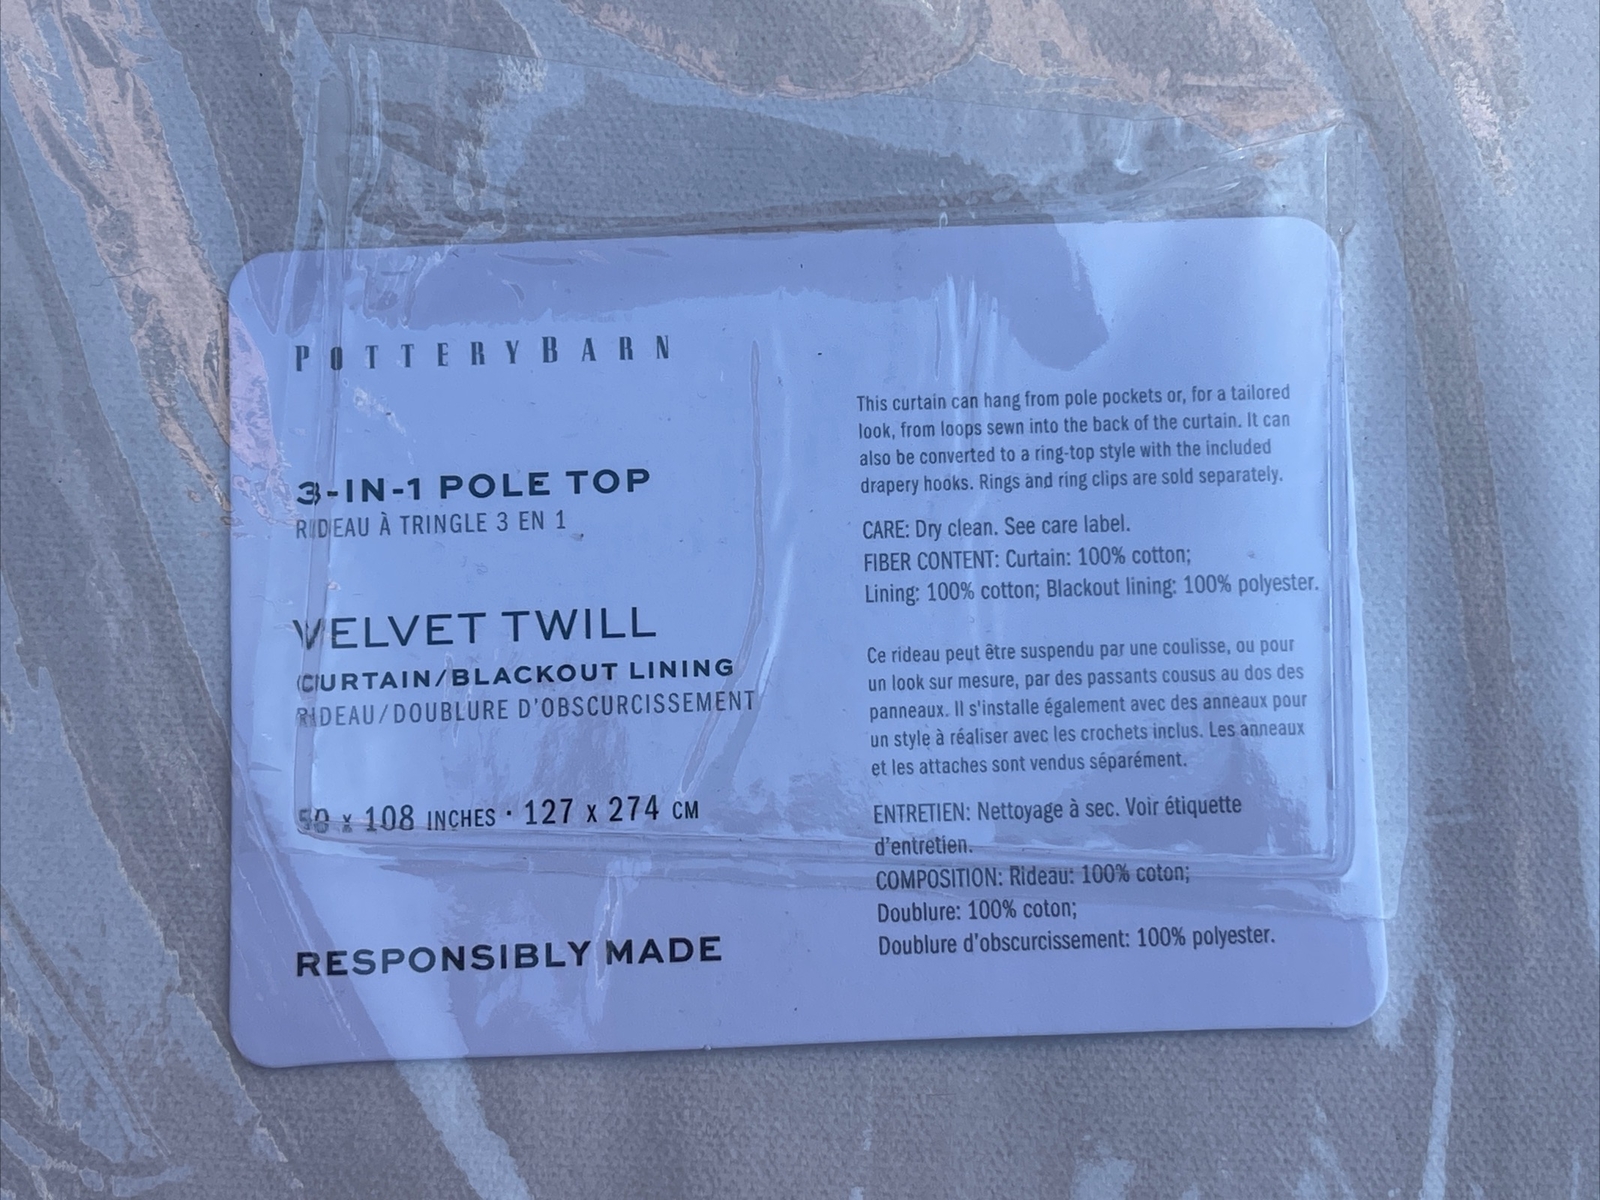 POTTERYBARN
3-IN-1 POLE TOP
RIDEAU À TRINGLE 3 EN 1
VELVET TWILL
CURTAIN/BLACKOUT LINING
RIDEAU/DOUBLURE D'OBSCURCISSEMENT
50 x 108 INCHES · 127 x 274 CM
RESPONSIBLY MADE
This curtain can hang from pole pockets or, for a tailored
look, from loops sewn into the back of the curtain. It can
also be converted to a ring-top style with the included
drapery hooks. Rings and ring clips are sold separately.
CARE: Dry clean. See care label.
FIBER CONTENT: Curtain: 100% cotton;
Lining: 100% cotton; Blackout lining: 100% polyester.
Ce rideau peut être suspendu par une coulisse, ou pour
un look sur mesure, par des passants cousus au dos des
panneaux. Il s'installe également avec des anneaux pour
un style à réaliser avec les crochets inclus. Les anneaux
et les attaches sont vendus séparément.
ENTRETIEN: Nettoyage à sec. Voir étiquette
d'entretien.
COMPOSITION: Rideau: 100% coton;
Doublure: 100% coton;
Doublure d'obscurcissement: 100% polyester.